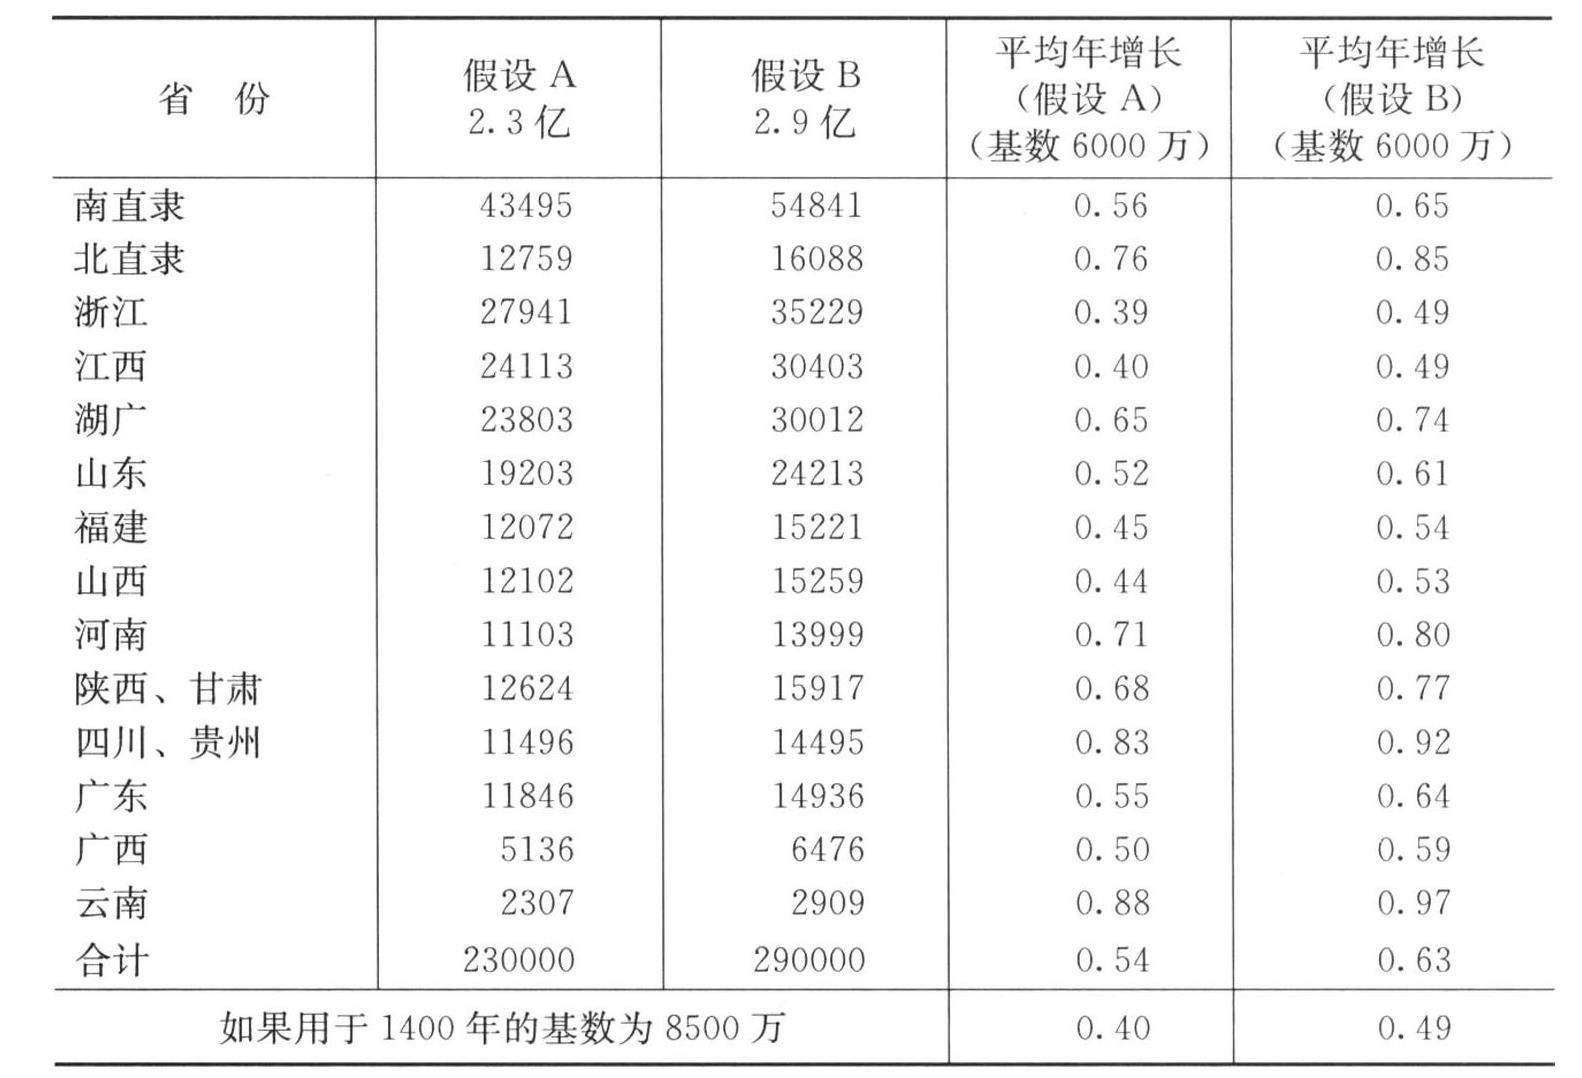 省 份 假设 A 2.3亿 假设 B 2.9亿 平均年增长 (假设 A) (基数 6000 万) 平均年增长 (假设 B) (基数 6000 万)
南直隶 43495 54841 0.56 0.65
北直隶 12759 16088 0.76 0.85
浙江 27941 35229 0.39 0.49
江西 24113 30403 0.40 0.49
湖广 23803 30012 0.65 0.74
山东 19203 24213 0.52 0.61
福建 12072 15221 0.45 0.54
山西 12102 15259 0.44 0.53
河南 11103 13999 0.71 0.80
陕西、甘肃 12624 15917 0.68 0.77
四川、贵州 11496 14495 0.83 0.92
广东 11846 14936 0.55 0.64
广西 5136 6476 0.50 0.59
云南 2307 2909 0.88 0.97
合计 230000 290000 0.54 0.63
如果用于 1400 年的基数为 8500 万 0.40 0.49